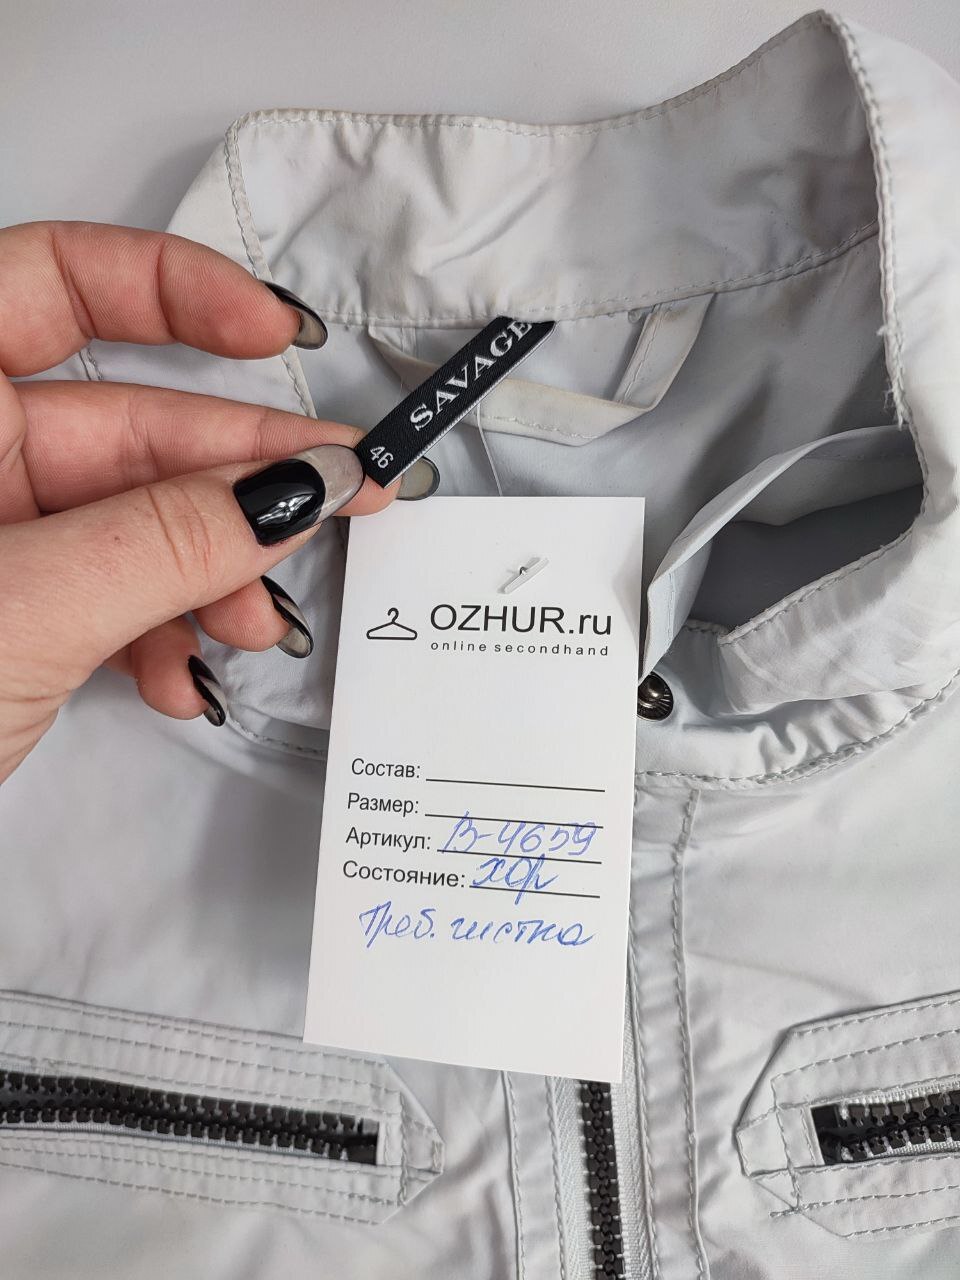 SAVAGE
46
OZHUR.ru
online secondhand
Состав:
Размер:
Артикул: В-4659
Состояние: хор
Треб. чистка